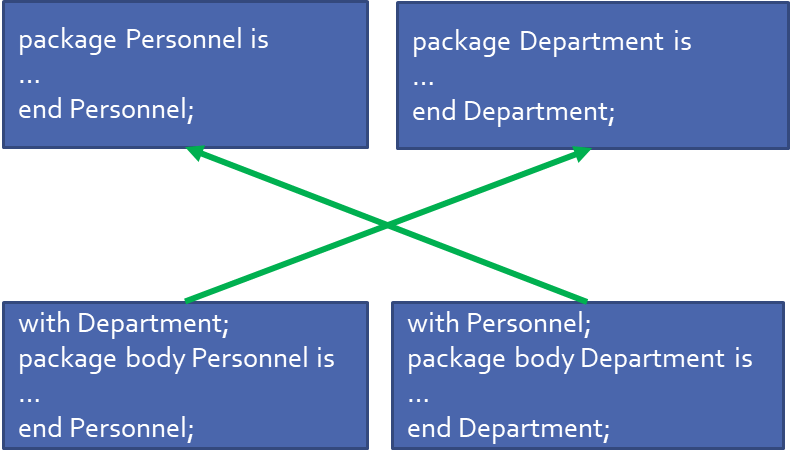 package Personnel is
...
end Personnel;
package Department is
...
end Department;
with Department;
package body Personnel is
...
end Personnel;
with Personnel;
package body Department is
...
end Department;